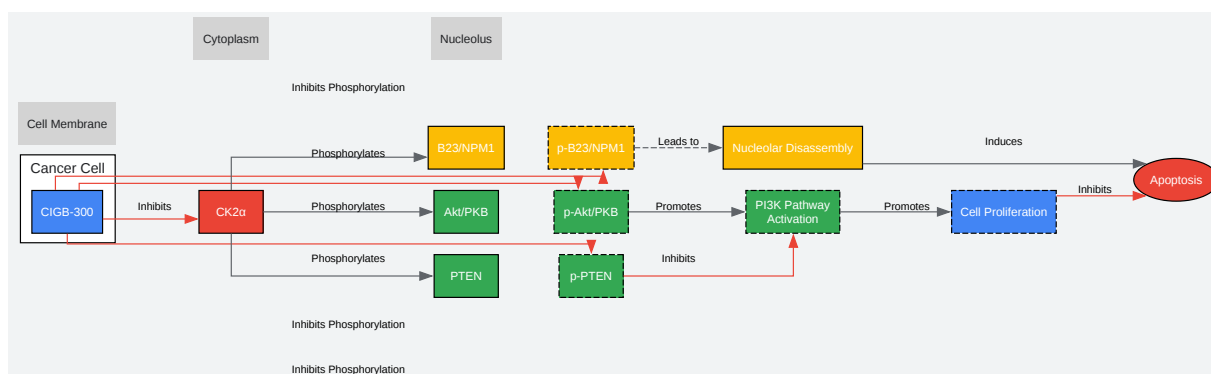 Cytoplasm
Nucleolus
Inhibits Phosphorylation
Cell Membrane
B23/NPM1
p-B23/NPM1
Leads to
Nucleolar Disassembly
Induces
Phosphorylates
Cancer Cell
Apoptosis
CIGB-300
Inhibits
CK2α
Phosphorylates
Akt/PKB
p-Akt/PKB
Promotes
PI3K Pathway
Activation
Promotes
Cell Proliferation
Inhibits
Phosphorylates
PTEN
p-PTEN
Inhibits
Inhibits Phosphorylation
Inhibits Phosphorylation